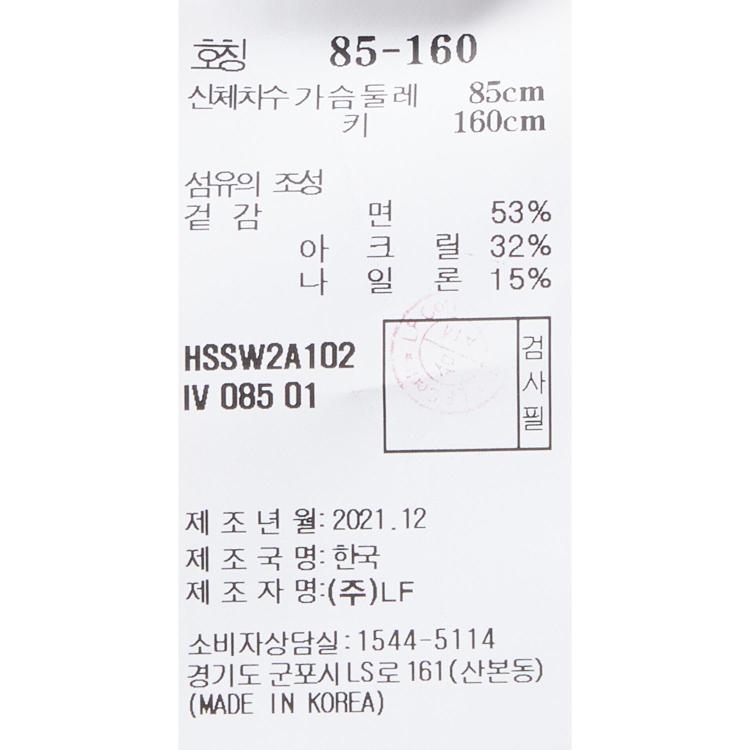 호칭 85-160
신체치수 가슴둘레 85cm
키 160cm
섬유의 조성
겉 감 면 53%
아 크 릴 32%
나 일 론 15%
HSSW2A102
IV 085 01
검사필
제 조 년 월: 2021.12
제 조 국 명: 한국
제 조 자 명:(주)LF
소비자상담실:1544-5114
경기도 군포시 LS로 161(산본동)
(MADE IN KOREA)